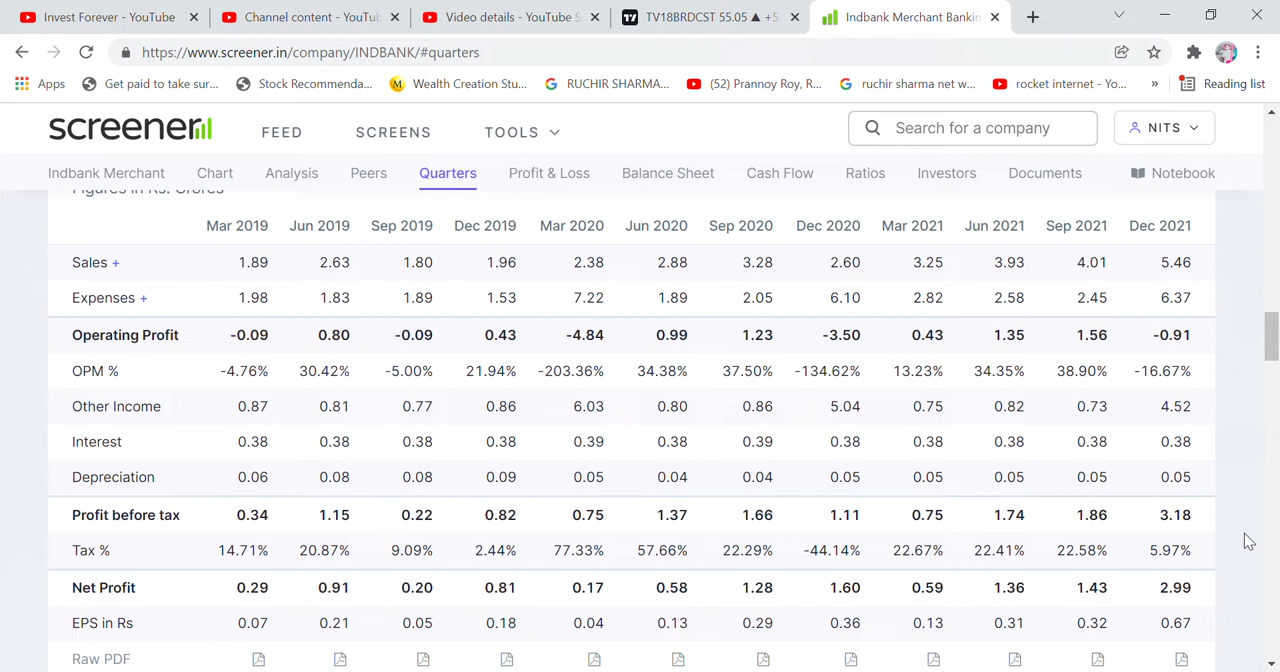 Invest Forever - YouTube
Channel content - YouTub
Video details - YouTube S
TV18BRDCST 55.05 ▲ +5.
Indbank Merchant Bankin
https://www.screener.in/company/INDBANK/#quarters
Apps
Get paid to take sur...
Stock Recommenda...
M Wealth Creation Stu...
RUCHIR SHARMA...
(52) Prannoy Roy, R...
ruchir sharma net w...
rocket internet - Yo...
»
Reading list
screener
FEED
SCREENS
TOOLS
Search for a company
NITS
Indbank Merchant Chart Analysis Peers Quarters Profit & Loss Balance Sheet Cash Flow Ratios Investors Documents Notebook
Figures in Rs. Crores
Mar 2019 Jun 2019 Sep 2019 Dec 2019 Mar 2020 Jun 2020 Sep 2020 Dec 2020 Mar 2021 Jun 2021 Sep 2021 Dec 2021
Sales + 1.89 2.63 1.80 1.96 2.38 2.88 3.28 2.60 3.25 3.93 4.01 5.46
Expenses + 1.98 1.83 1.89 1.53 7.22 1.89 2.05 6.10 2.82 2.58 2.45 6.37
Operating Profit -0.09 0.80 -0.09 0.43 -4.84 0.99 1.23 -3.50 0.43 1.35 1.56 -0.91
OPM % -4.76% 30.42% -5.00% 21.94% -203.36% 34.38% 37.50% -134.62% 13.23% 34.35% 38.90% -16.67%
Other Income 0.87 0.81 0.77 0.86 6.03 0.80 0.86 5.04 0.75 0.82 0.73 4.52
Interest 0.38 0.38 0.38 0.38 0.39 0.38 0.39 0.38 0.38 0.38 0.38 0.38
Depreciation 0.06 0.08 0.08 0.09 0.05 0.04 0.04 0.05 0.05 0.05 0.05 0.05
Profit before tax 0.34 1.15 0.22 0.82 0.75 1.37 1.66 1.11 0.75 1.74 1.86 3.18
Tax % 14.71% 20.87% 9.09% 2.44% 77.33% 57.66% 22.29% -44.14% 22.67% 22.41% 22.58% 5.97%
Net Profit 0.29 0.91 0.20 0.81 0.17 0.58 1.28 1.60 0.59 1.36 1.43 2.99
EPS in Rs 0.07 0.21 0.05 0.18 0.04 0.13 0.29 0.36 0.13 0.31 0.32 0.67
Raw PDF